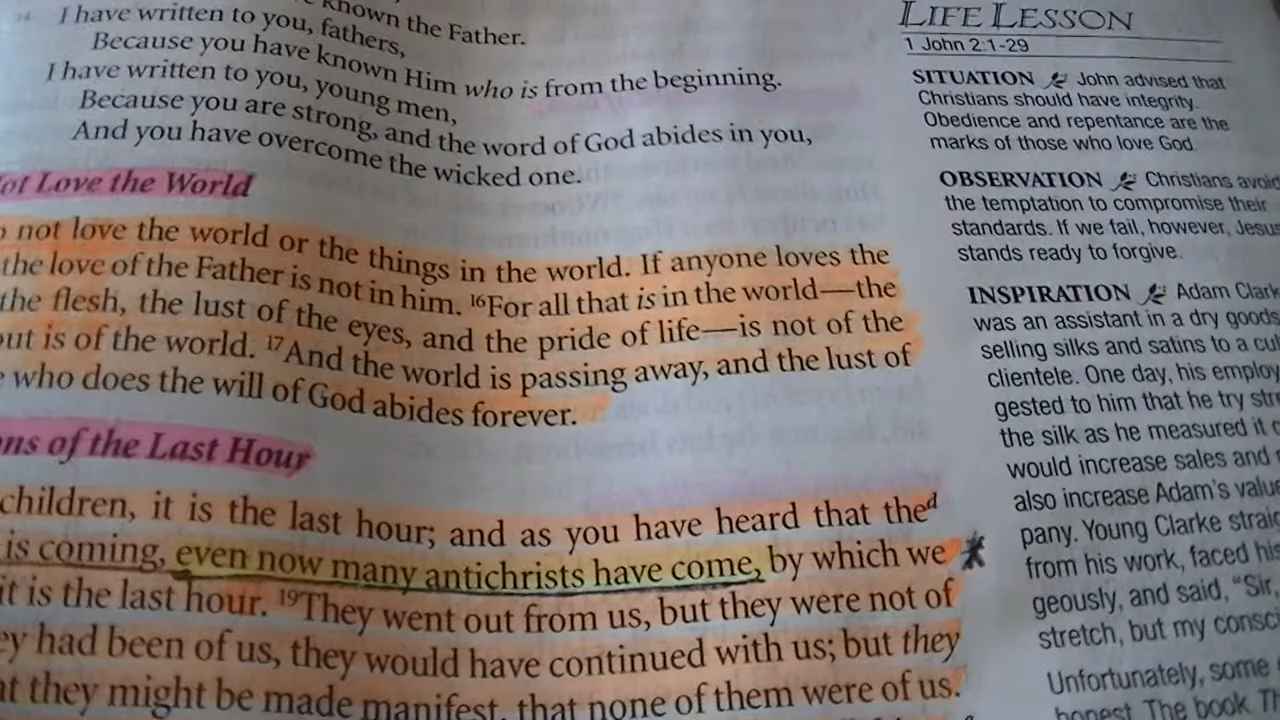 known the Father.
14 I have written to you, fathers,
Because you have known Him who is from the beginning.
I have written to you, young men,
Because you are strong, and the word of God abides in you,
And you have overcome the wicked one.
ot Love the World
not love the world or the things in the world. If anyone loves the
the love of the Father is not in him. 16For all that is in the world—the
the flesh, the lust of the eyes, and the pride of life—is not of the
ut is of the world. 17And the world is passing away, and the lust of
who does the will of God abides forever.
ns of the Last Hour
children, it is the last hour; and as you have heard that thed
is coming, even now many antichrists have come, by which we
it is the last hour. 19They went out from us, but they were not of
ey had been of us, they would have continued with us; but they
at they might be made manifest, that none of them were of us.
LIFE LESSON
1 John 2:1-29
SITUATION John advised that
Christians should have integrity.
Obedience and repentance are the
marks of those who love God.
OBSERVATION Christians avoid
the temptation to compromise their
standards. If we fail, however, Jesus
stands ready to forgive.
INSPIRATION Adam Clark
was an assistant in a dry goods
selling silks and satins to a cul
clientele. One day, his employ
gested to him that he try stre
the silk as he measured it o
would increase sales and
also increase Adam's value
pany. Young Clarke straig
from his work, faced his
geously, and said, “Sir,
stretch, but my consci
Unfortunately, some
honest. The book Th